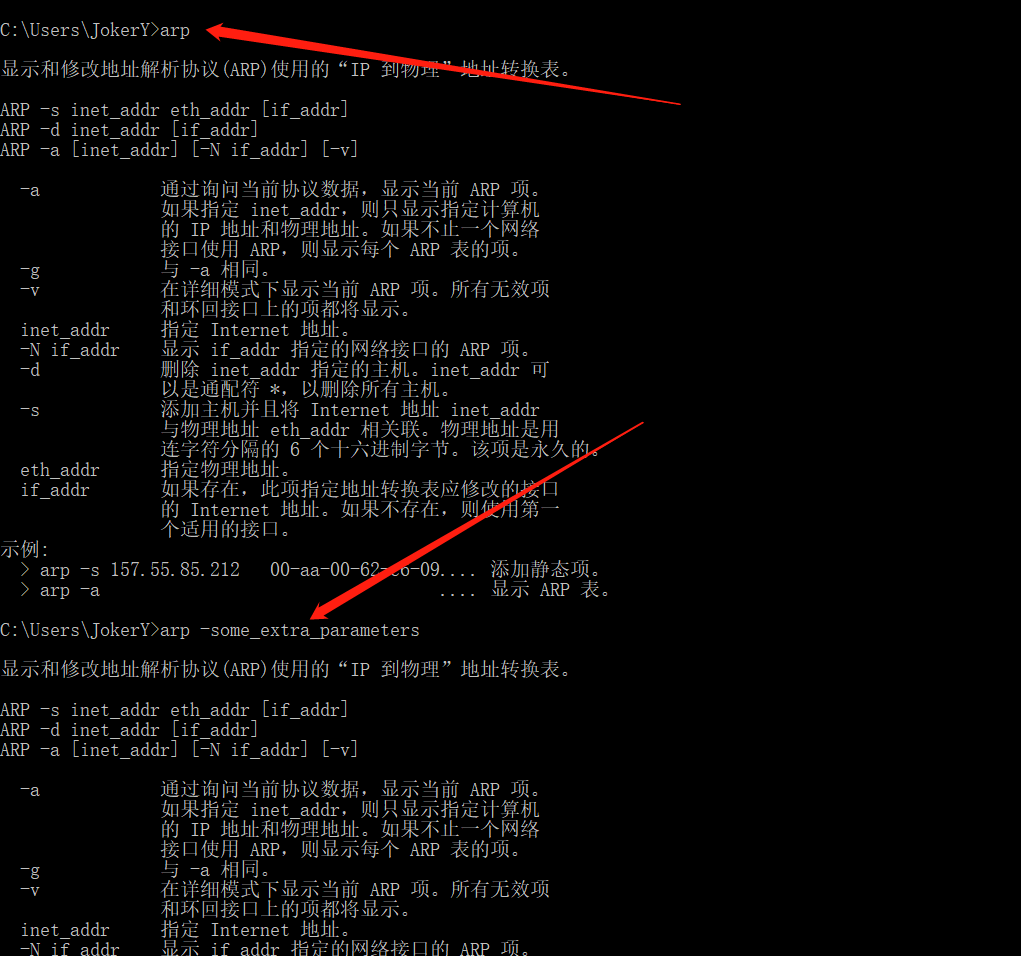 C:\Users\JokerY>arp
显示和修改地址解析协议(ARP)使用的“IP 到物理”地址转换表。
ARP -s inet_addr eth_addr [if_addr]
ARP -d inet_addr [if_addr]
ARP -a [inet_addr] [-N if_addr] [-v]
-a 通过询问当前协议数据，显示当前 ARP 项。
如果指定 inet_addr，则只显示指定计算机
的 IP 地址和物理地址。如果不止一个网络
接口使用 ARP，则显示每个 ARP 表的项。
-g 与 -a 相同。
-v 在详细模式下显示当前 ARP 项。所有无效项
和环回接口上的项都将显示。
inet_addr 指定 Internet 地址。
-N if_addr 显示 if_addr 指定的网络接口的 ARP 项。
-d 删除 inet_addr 指定的主机。inet_addr 可
以是通配符 *，以删除所有主机。
-s 添加主机并且将 Internet 地址 inet_addr
与物理地址 eth_addr 相关联。物理地址是用
连字符分隔的 6 个十六进制字节。该项是永久的。
eth_addr 指定物理地址。
if_addr 如果存在，此项指定地址转换表应修改的接口
的 Internet 地址。如果不存在，则使用第一
个适用的接口。
示例:
> arp -s 157.55.85.212 00-aa-00-62-c6-09.... 添加静态项。
> arp -a .... 显示 ARP 表。
C:\Users\JokerY>arp -some_extra_parameters
显示和修改地址解析协议(ARP)使用的“IP 到物理”地址转换表。
ARP -s inet_addr eth_addr [if_addr]
ARP -d inet_addr [if_addr]
ARP -a [inet_addr] [-N if_addr] [-v]
-a 通过询问当前协议数据，显示当前 ARP 项。
如果指定 inet_addr，则只显示指定计算机
的 IP 地址和物理地址。如果不止一个网络
接口使用 ARP，则显示每个 ARP 表的项。
-g 与 -a 相同。
-v 在详细模式下显示当前 ARP 项。所有无效项
和环回接口上的项都将显示。
inet_addr 指定 Internet 地址。
-N if_addr 显示 if_addr 指定的网络接口的 ARP 项。